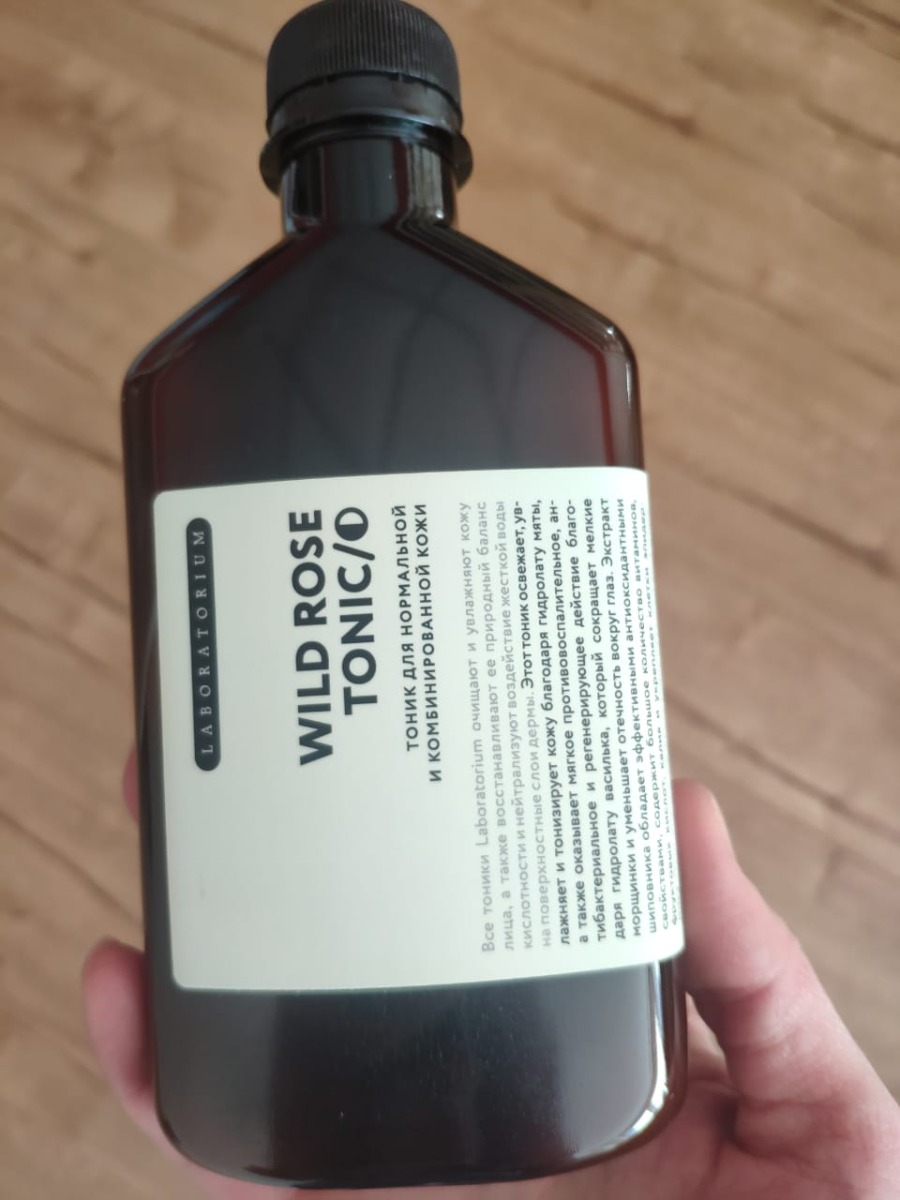 LABORATORIUM
WILD ROSE
TONIC/
ТОНИК ДЛЯ НОРМАЛЬНОЙ
И КОМБИНИРОВАННОЙ КОЖИ
Все тоники Laboratorium очищают и увлажняют кожу
лица, а также восстанавливают ее природный баланс
кислотности и нейтрализуют воздействие жесткой воды
на поверхностные слои дермы. Этот тоник освежает, ув-
лажняет и тонизирует кожу благодаря гидролату мяты,
а также оказывает мягкое противовоспалительное, ан-
тибактериальное и регенерирующее действие благо-
даря гидролату василька, который сокращает мелкие
морщинки и уменьшает отечность вокруг глаз. Экстракт
шиповника обладает эффективными антиоксидантными
свойствами, содержит большое количество витаминов,